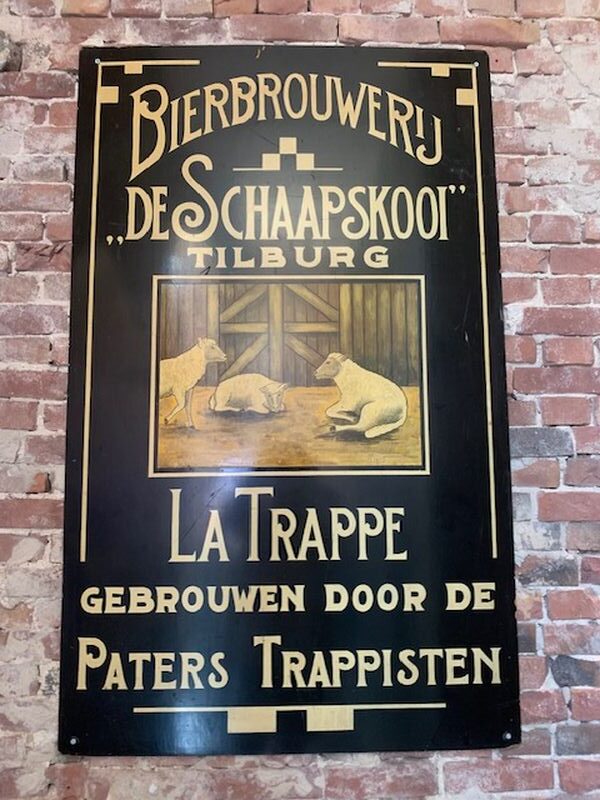 BIERBROUWERIJ
„DE SCHAAPSKOOI”
TILBURG
LA TRAPPE
GEBROUWEN DOOR DE
PATERS TRAPPISTEN